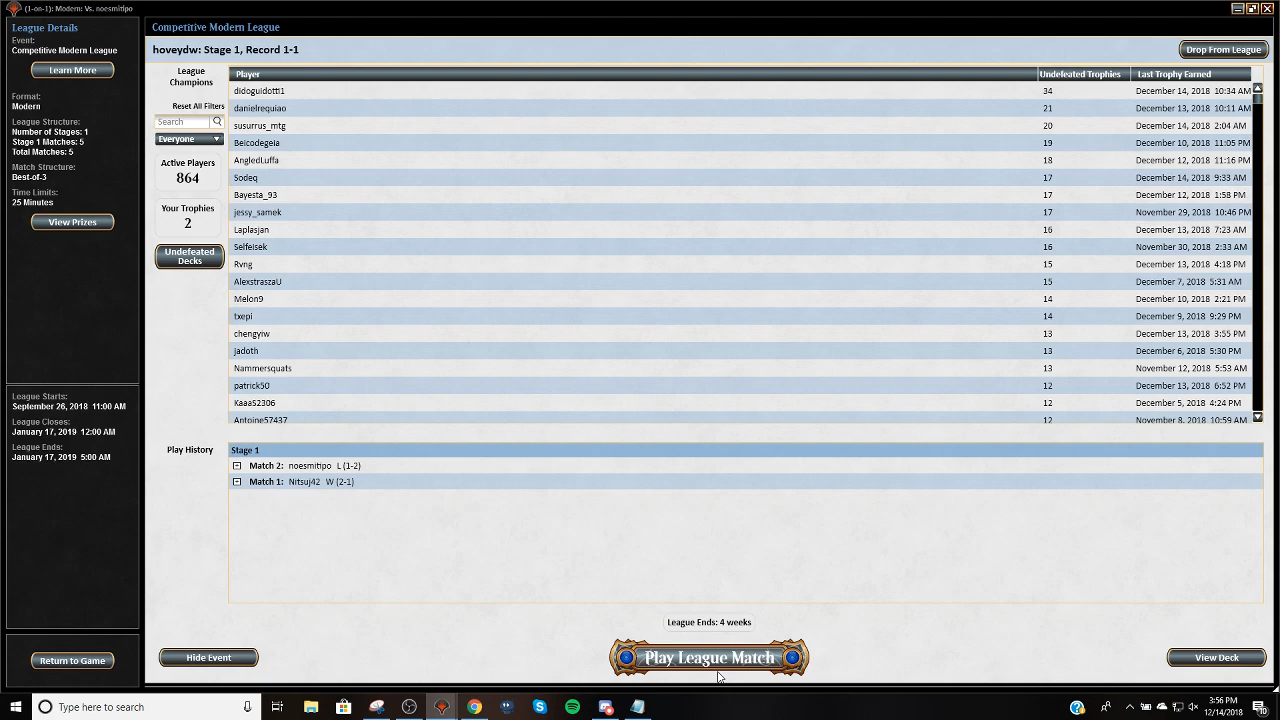 (1-on-1): Modern: Vs. noesmitipo
League Details
Event:
Competitive Modern League
Learn More
Format:
Modern
League Structure:
Number of Stages: 1
Stage 1 Matches: 5
Total Matches: 5
Match Structure:
Best-of-3
Time Limits:
25 Minutes
View Prizes
League Starts:
September 26, 2018 11:00 AM
League Closes:
January 17, 2019 12:00 AM
League Ends:
January 17, 2019 5:00 AM
Return to Game
Competitive Modern League
hoveydw: Stage 1, Record 1-1
Drop From League
League
Champions
Reset All Filters
Search
Everyone
Active Players
864
Your Trophies
2
Undefeated
Decks
Player Undefeated Trophies Last Trophy Earned
didoguidotti1 34 December 14, 2018 10:34 AM
danielrequiao 21 December 13, 2018 10:11 AM
susurrus_mtg 20 December 14, 2018 2:04 AM
Beicodegeia 19 December 10, 2018 11:05 PM
AngledLuffa 18 December 12, 2018 11:16 PM
Sodeq 17 December 14, 2018 9:33 AM
Bayesta_93 17 December 12, 2018 1:58 PM
jessy_samek 17 November 29, 2018 10:46 PM
Laplasjan 16 December 13, 2018 7:23 AM
Selfeisek 16 November 30, 2018 2:33 AM
Rvng 15 December 13, 2018 4:18 PM
AlexstraszaU 15 December 7, 2018 5:31 AM
Melon9 14 December 10, 2018 2:21 PM
txepi 14 December 9, 2018 9:29 PM
chengyiw 13 December 13, 2018 3:55 PM
Jadoth 13 December 6, 2018 5:30 PM
Nammersquats 13 November 12, 2018 5:53 AM
patrick50 12 December 13, 2018 6:52 PM
KaaaS2306 12 December 5, 2018 4:24 PM
Antoine57437 12 November 8, 2018 10:59 AM
Play History
Stage 1
Match 2: noesmitipo L (1-2)
Match 1: Nitsuj42 W (2-1)
League Ends: 4 weeks
Hide Event
Play League Match
View Deck
Type here to search
3:56 PM
12/14/2018
10